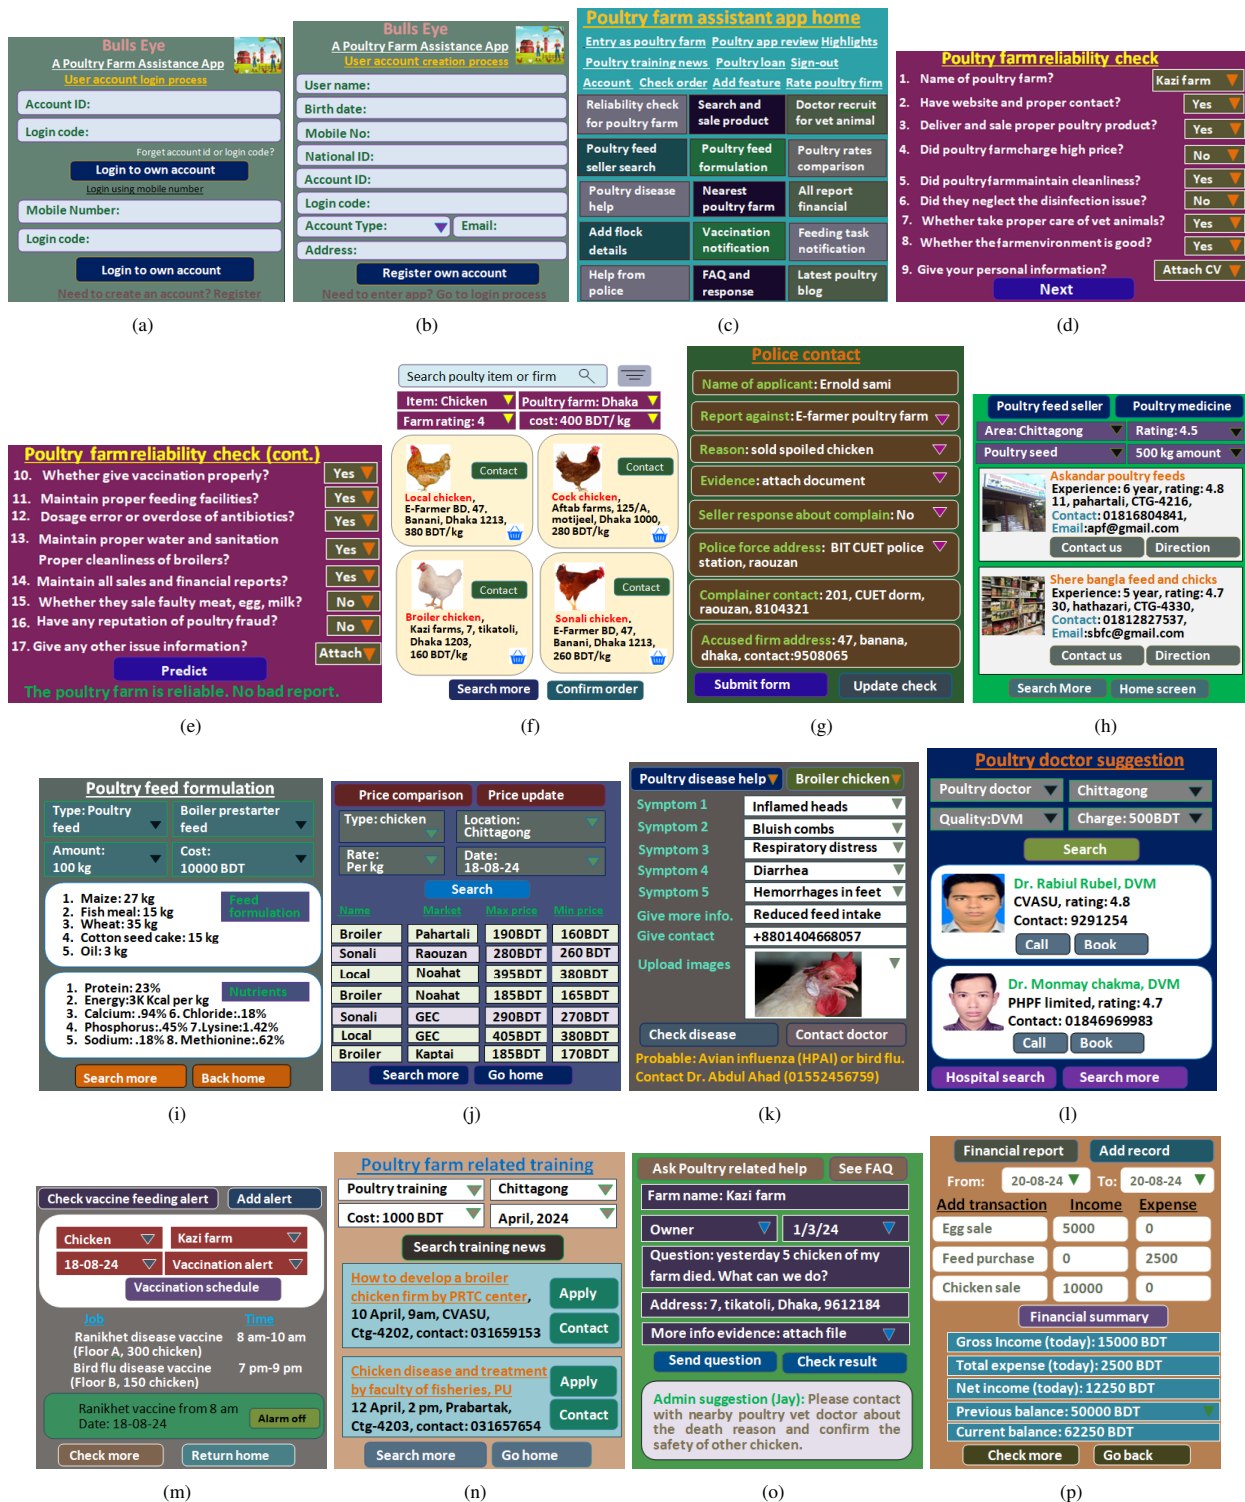 Bulls Eye
A Poultry Farm Assistance App
User account login process
Account ID:
Login code:
Forget account id or login code?
Login to own account
Login using mobile number
Mobile Number:
Login code:
Login to own account
Need to create an account? Register
(a)
Bulls Eye
A Poultry Farm Assistance App
User account creation process
User name:
Birth date:
Mobile No:
National ID:
Account ID:
Login code:
Account Type: Email:
Address:
Register own account
Need to enter app? Go to login process
(b)
Poultry farm assistant app home
Entry as poultry farm Poultry app review Highlights
Poultry training news Poultry loan Sign-out
Account Check order Add feature Rate poultry firm
Reliability check
for poultry farm
Search and
sale product
Doctor recruit
for vet animal
Poultry feed
seller search
Poultry feed
formulation
Poultry rates
comparison
Poultry disease
help
Nearest
poultry farm
All report
financial
Add flock
details
Vaccination
notification
Feeding task
notification
Help from
police
FAQ and
response
Latest poultry
blog
(c)
Poultry farm reliability check
1. Name of poultry farm? Kazi farm
2. Have website and proper contact? Yes
3. Deliver and sale proper poultry product? Yes
4. Did poultry farmcharge high price? No
5. Did poultry farm maintain cleanliness? Yes
6. Did they neglect the disinfection issue? No
7. Whether take proper care of vet animals? Yes
8. Whether the farm environment is good? Yes
9. Give your personal information? Attach CV
Next
(d)
Poultry farm reliability check (cont.)
10. Whether give vaccination properly? Yes
11. Maintain proper feeding facilities? Yes
12. Dosage error or overdose of antibiotics? Yes
13. Maintain proper water and sanitation
Proper cleanliness of broilers? Yes
14. Maintain all sales and financial reports? Yes
15. Whether they sale faulty meat, egg, milk? No
16. Have any reputation of poultry fraud? No
17. Give any other issue information? Attach
Predict
The poultry farm is reliable. No bad report.
(e)
Search poulty item or firm
Item: Chicken Poultry farm: Dhaka
Farm rating: 4 cost: 400 BDT/ kg
Contact
Local chicken,
E-Farmer BD, 47,
Banani, Dhaka 1213,
380 BDT/kg
Contact
Cock chicken,
Aftab farms, 125/A,
motijeel, Dhaka 1000,
280 BDT/kg
Contact
Broiler chicken,
Kazi farms, 7, tikatoli,
Dhaka 1203,
160 BDT/kg
Contact
Sonali chicken,
E-Farmer BD, 47,
Banani, Dhaka 1213,
260 BDT/kg
Search more Confirm order
(f)
Police contact
Name of applicant: Ernold sami
Report against: E-farmer poultry farm
Reason: sold spoiled chicken
Evidence: attach document
Seller response about complain: No
Police force address: BIT CUET police
station, raouzan
Complainer contact: 201, CUET dorm,
raouzan, 8104321
Accused firm address: 47, banana,
dhaka, contact:9508065
Submit form Update check
(g)
Poultry feed seller Poultry medicine
Area: Chittagong Rating: 4.5
Poultry seed 500 kg amount
Askandar poultry feeds
Experience: 6 year, rating: 4.8
11, pahartali, CTG-4216,
Contact: 01816804841,
Email:apf@gmail.com
Contact us Direction
Shere bangla feed and chicks
Experience: 5 year, rating: 4.7
30, hathazari, CTG-4330,
Contact: 01812827537,
Email:sbfc@gmail.com
Contact us Direction
Search More Home screen
(h)
Poultry feed formulation
Type: Poultry
feed
Boiler prestarter
feed
Amount:
100 kg
Cost:
10000 BDT
1. Maize: 27 kg
2. Fish meal: 15 kg
3. Wheat: 35 kg
4. Cotton seed cake: 15 kg
5. Oil: 3 kg
Feed
formulation
1. Protein: 23%
2. Energy:3K Kcal per kg
3. Calcium: .94% 6. Chloride:.18%
4. Phosphorus:.45% 7.Lysine:1.42%
5. Sodium: .18% 8. Methionine:.62%
Nutrients
Search more Back home
(i)
Price comparison Price update
Type: chicken
Location:
Chittagong
Rate:
Per kg
Date:
18-08-24
Search
Name Market Max price Min price
Broiler Pahartali 190BDT 160BDT
Sonali Raouzan 280BDT 260 BDT
Local Noahat 395BDT 380BDT
Broiler Noahat 185BDT 165BDT
Sonali GEC 290BDT 270BDT
Local GEC 405BDT 380BDT
Broiler Kaptai 185BDT 170BDT
Search more Go home
(j)
Poultry disease help Broiler chicken
Symptom 1 Inflamed heads
Symptom 2 Bluish combs
Symptom 3 Respiratory distress
Symptom 4 Diarrhea
Symptom 5 Hemorrhages in feet
Give more info. Reduced feed intake
Give contact +8801404668057
Upload images
Check disease Contact doctor
Probable: Avian influenza (HPAI) or bird flu.
Contact Dr. Abdul Ahad (01552456759)
(k)
Poultry doctor suggestion
Poultry doctor Chittagong
Quality:DVM Charge: 500BDT
Search
Dr. Rabiul Rubel, DVM
CVASU, rating: 4.8
Contact: 9291254
Call Book
Dr. Monmay chakma, DVM
PHPF limited, rating: 4.7
Contact: 01846969983
Call Book
Hospital search Search more
(l)
Check vaccine feeding alert Add alert
Chicken Kazi farm
18-08-24 Vaccination alert
Vaccination schedule
Job Time
Ranikhet disease vaccine 8 am-10 am
(Floor A, 300 chicken)
Bird flu disease vaccine 7 pm-9 pm
(Floor B, 150 chicken)
Ranikhet vaccine from 8 am
Date: 18-08-24
Alarm off
Check more Return home
(m)
Poultry farm related training
Poultry training Chittagong
Cost: 1000 BDT April, 2024
Search training news
How to develop a broiler
chicken firm by PRTC center,
10 April, 9am, CVASU,
Ctg-4202, contact: 031659153
Apply
Contact
Chicken disease and treatment
by faculty of fisheries, PU
12 April, 2 pm, Prabartak,
Ctg-4203, contact: 031657654
Apply
Contact
Search more Go home
(n)
Ask Poultry related help See FAQ
Farm name: Kazi farm
Owner 1/3/24
Question: yesterday 5 chicken of my
farm died. What can we do?
Address: 7, tikatoli, Dhaka, 9612184
More info evidence: attach file
Send question Check result
Admin suggestion (Jay): Please contact
with nearby poultry vet doctor about
the death reason and confirm the
safety of other chicken.
(o)
Financial report Add record
From: 20-08-24 To: 20-08-24
Add transaction Income Expense
Egg sale 5000 0
Feed purchase 0 2500
Chicken sale 10000 0
Financial summary
Gross Income (today): 15000 BDT
Total expense (today): 2500 BDT
Net income (today): 12250 BDT
Previous balance: 50000 BDT
Current balance: 62250 BDT
Check more Go back
(p)